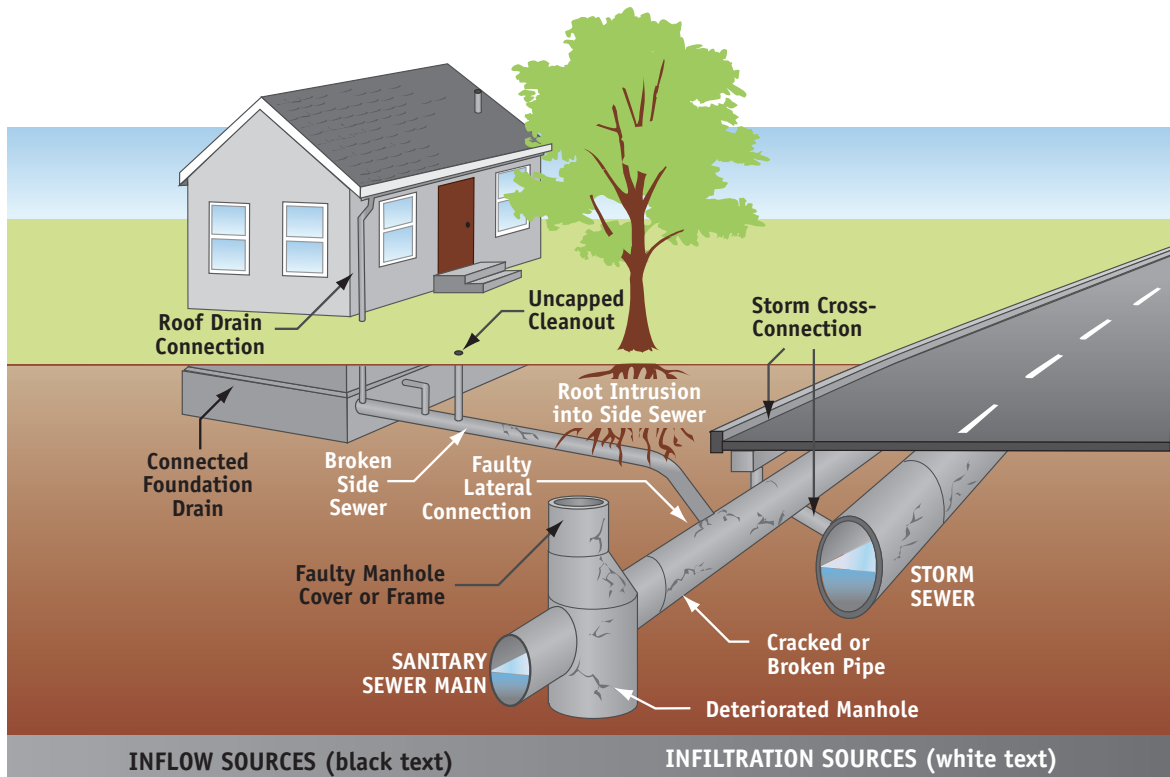 Roof Drain
Connection
Uncapped
Cleanout
Storm Cross-
Connection
Root Intrusion
into Side Sewer
Connected
Foundation
Drain
Broken
Side
Sewer
Faulty
Lateral
Connection
Faulty Manhole
Cover or Frame
STORM
SEWER
SANITARY
SEWER MAIN
Cracked or
Broken Pipe
Deteriorated Manhole
INFLOW SOURCES (black text)
INFILTRATION SOURCES (white text)